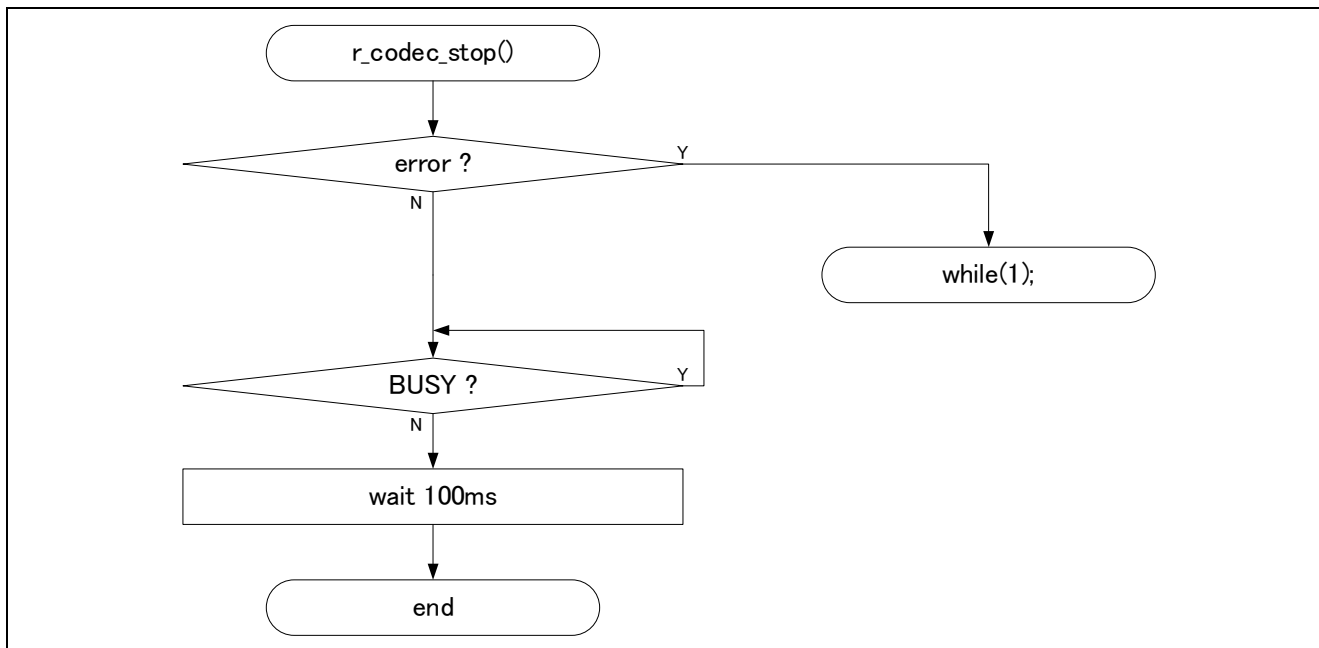 r_codec_stop()
error ?
Y
N
while(1);
BUSY ?
Y
N
wait 100ms
end